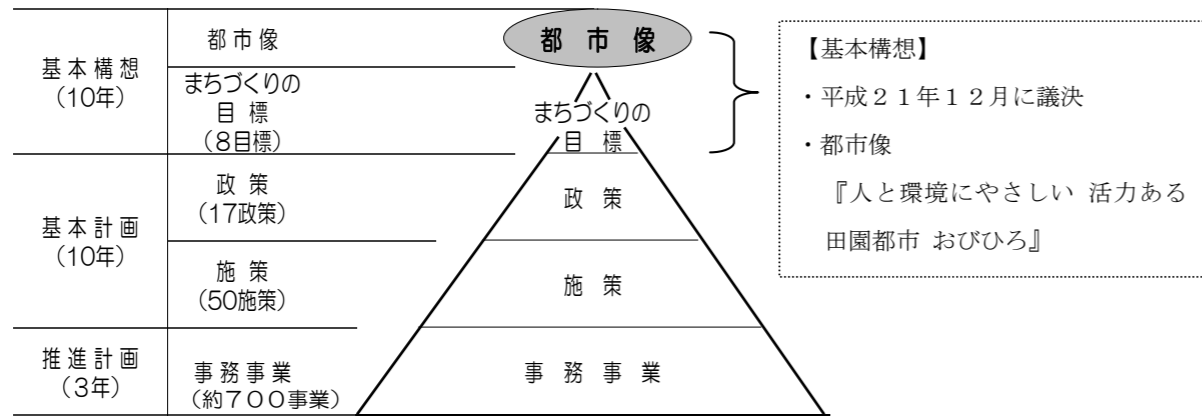 基本構想
(10年)
都市像
まちづくりの
目標
(8目標)
基本計画
(10年)
政策
(17政策)
施策
(50施策)
推進計画
(3年)
事務事業
(約７００事業)
都市像
まちづくりの
目標
政策
施策
事務事業
【基本構想】
・平成２１年１２月に議決
・都市像
『人と環境にやさしい 活力ある
田園都市 おびひろ』